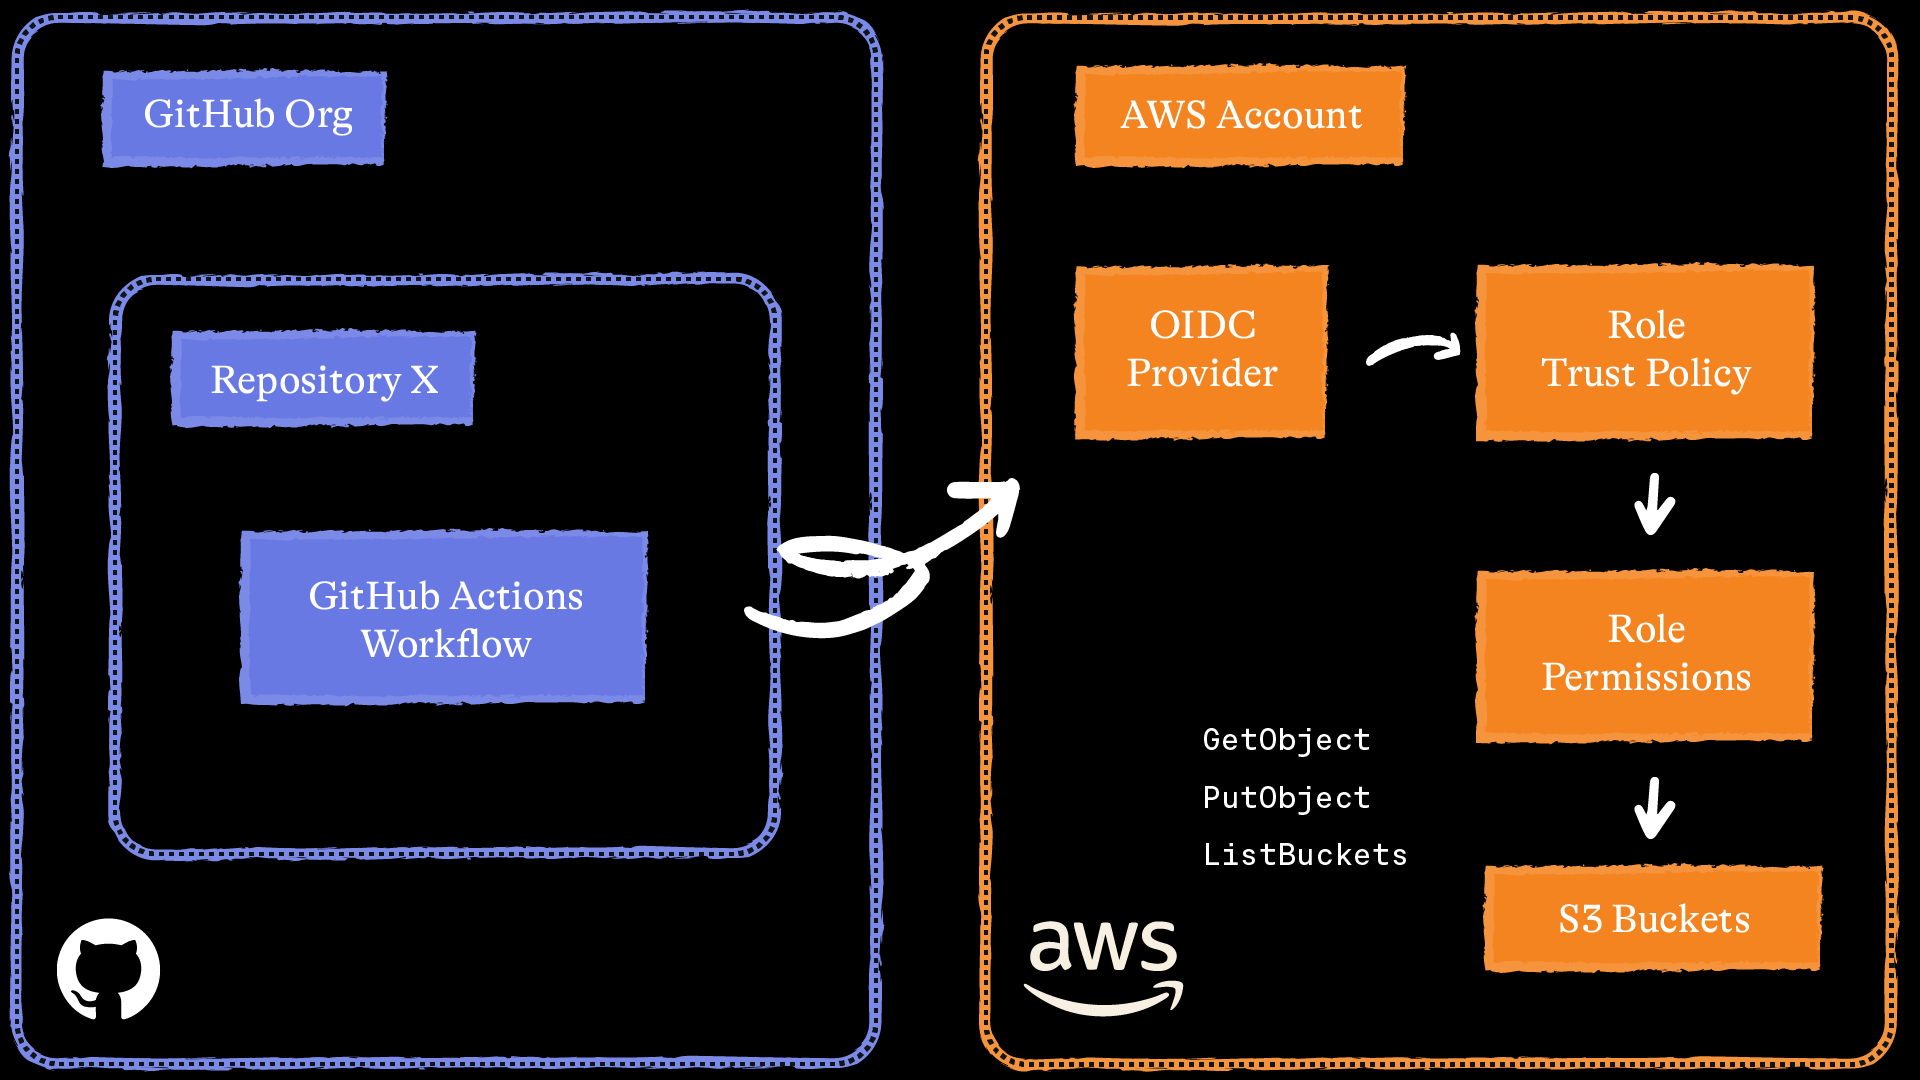 GitHub Org
Repository X
GitHub Actions
Workflow
AWS Account
OIDC
Provider
Role
Trust Policy
Role
Permissions
GetObject
PutObject
ListBuckets
S3 Buckets
aws